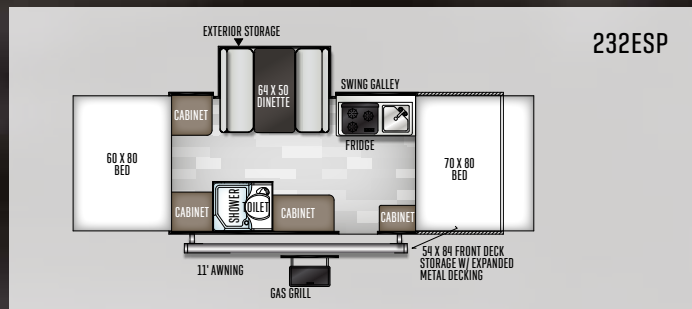 232ESP
EXTERIOR STORAGE
64 X 50
DINETTE
SWING GALLEY
CABINET
FRIDGE
60 X 80
BED
70 X 80
BED
CABINET
SHOWER
TOILET
CABINET
CABINET
54 X 84 FRONT DECK
STORAGE W/ EXPANDED
METAL DECKING
11' AWNING
GAS GRILL